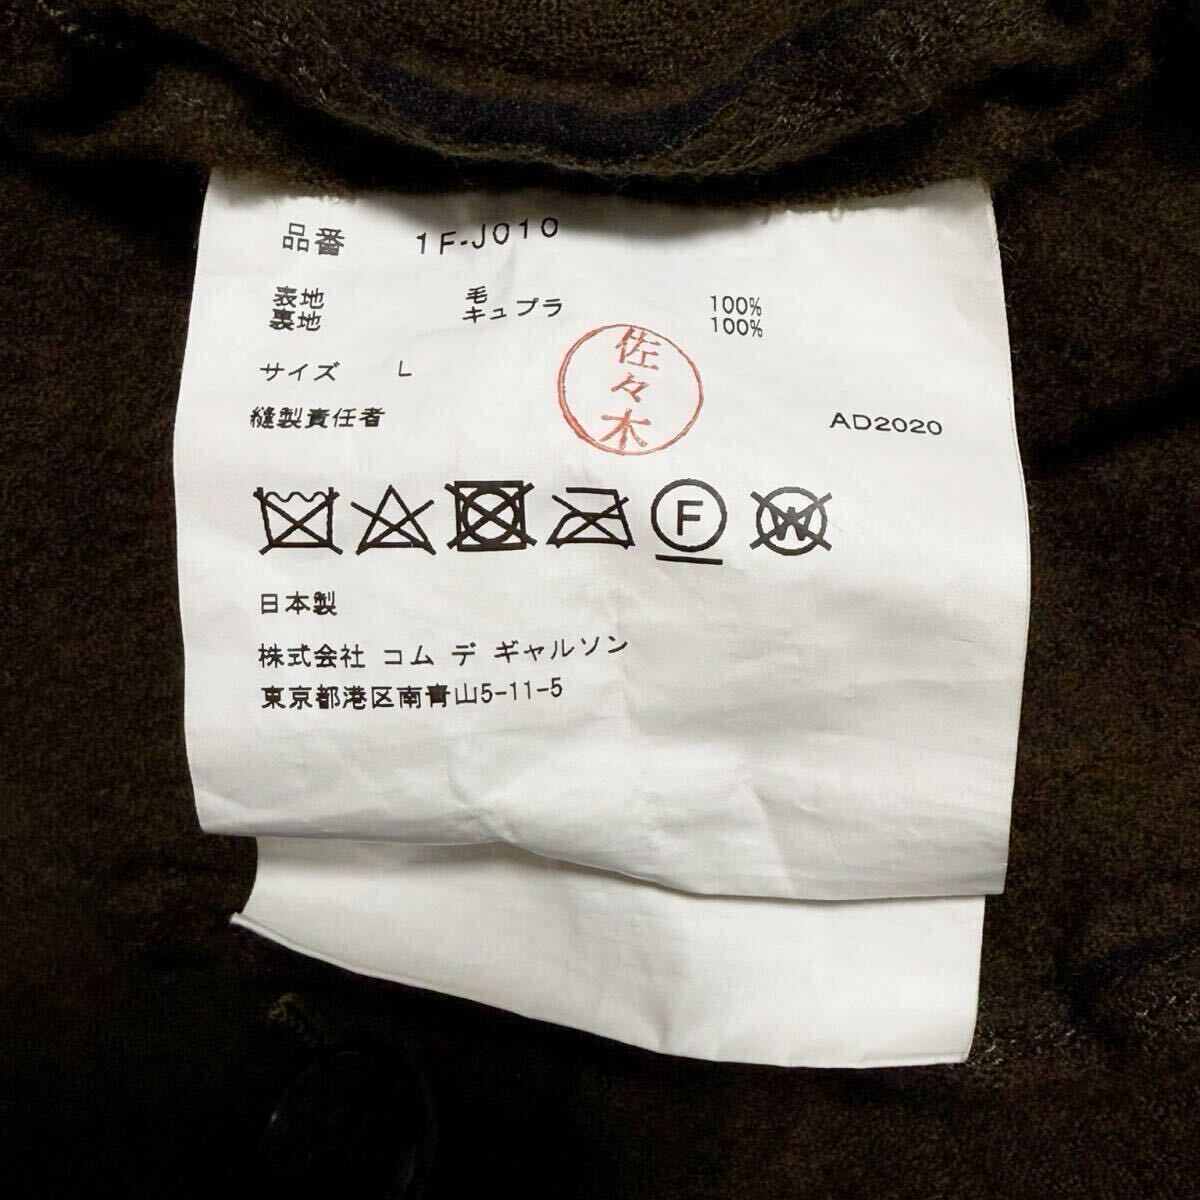 品番 1F-J010
表地 毛 100%
裏地 キュプラ 100%
サイズ L
佐々木
縫製責任者 AD2020
F W
日本製
株式会社 コム デ ギャルソン
東京都港区南青山5-11-5